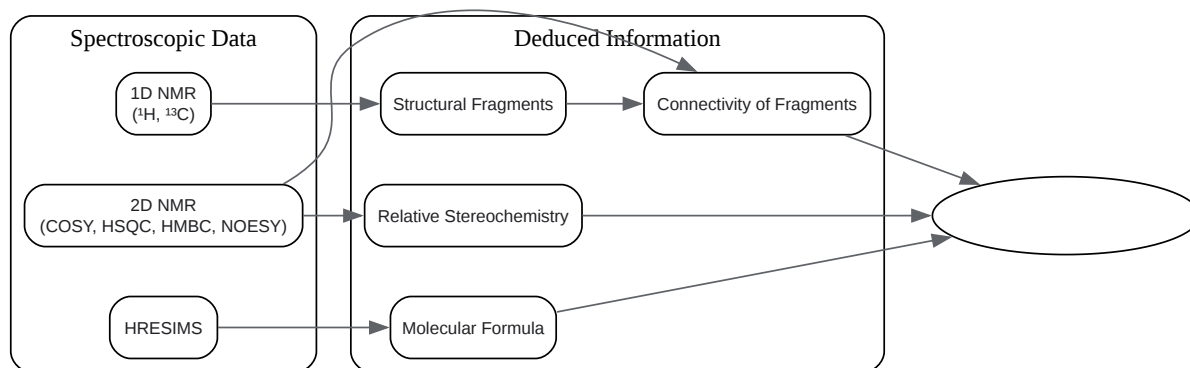 Spectroscopic Data
Deduced Information
1D NMR
(¹H, ¹³C)
Structural Fragments
Connectivity of Fragments
2D NMR
(COSY, HSQC, HMBC, NOESY)
Relative Stereochemistry
HRESIMS
Molecular Formula